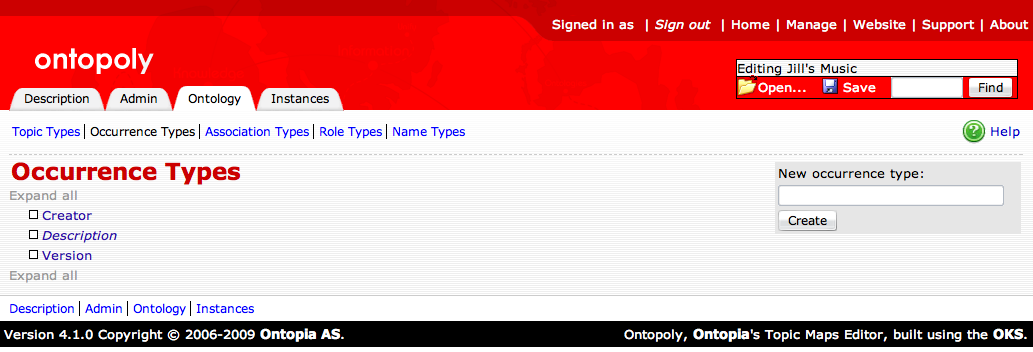 Signed in as | Sign out | Home | Manage | Website | Support | About
ontopoly
Editing Jill's Music
Open... Save Find
Description Admin Ontology Instances
Topic Types | Occurrence Types | Association Types | Role Types | Name Types
? Help
Occurrence Types
New occurrence type:
Expand all
Creator
Create
Description
Version
Expand all
Description | Admin | Ontology | Instances
Version 4.1.0 Copyright © 2006-2009 Ontopia AS. Ontopoly, Ontopia's Topic Maps Editor, built using the OKS.